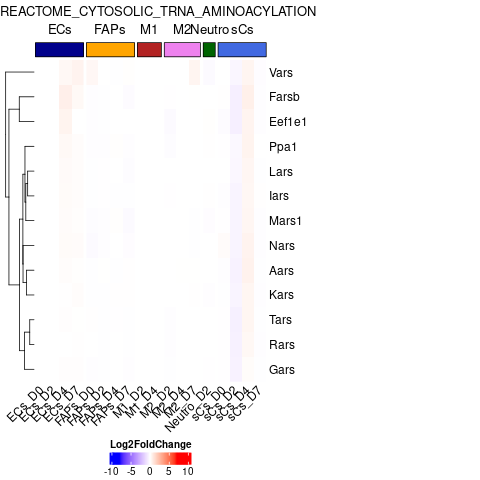 REACTOME_CYTOSOLIC_TRNA_AMINOACYLATION
ECs FAPs M1 M2 Neutro sCs
Vars
Farsb
Eef1e1
Ppa1
Lars
Iars
Mars1
Nars
Aars
Kars
Tars
Rars
Gars
ECs_D0 ECs_D2 ECs_D4 ECs_D7 FAPs_D0 FAPs_D2 FAPs_D4 FAPs_D7 M1_D2 M1_D4 M2_D2 M2_D4 M2_D7 Neutro_D2 sCs_D0 sCs_D2 sCs_D4 sCs_D7
Log2FoldChange
-10 -5 0 5 10